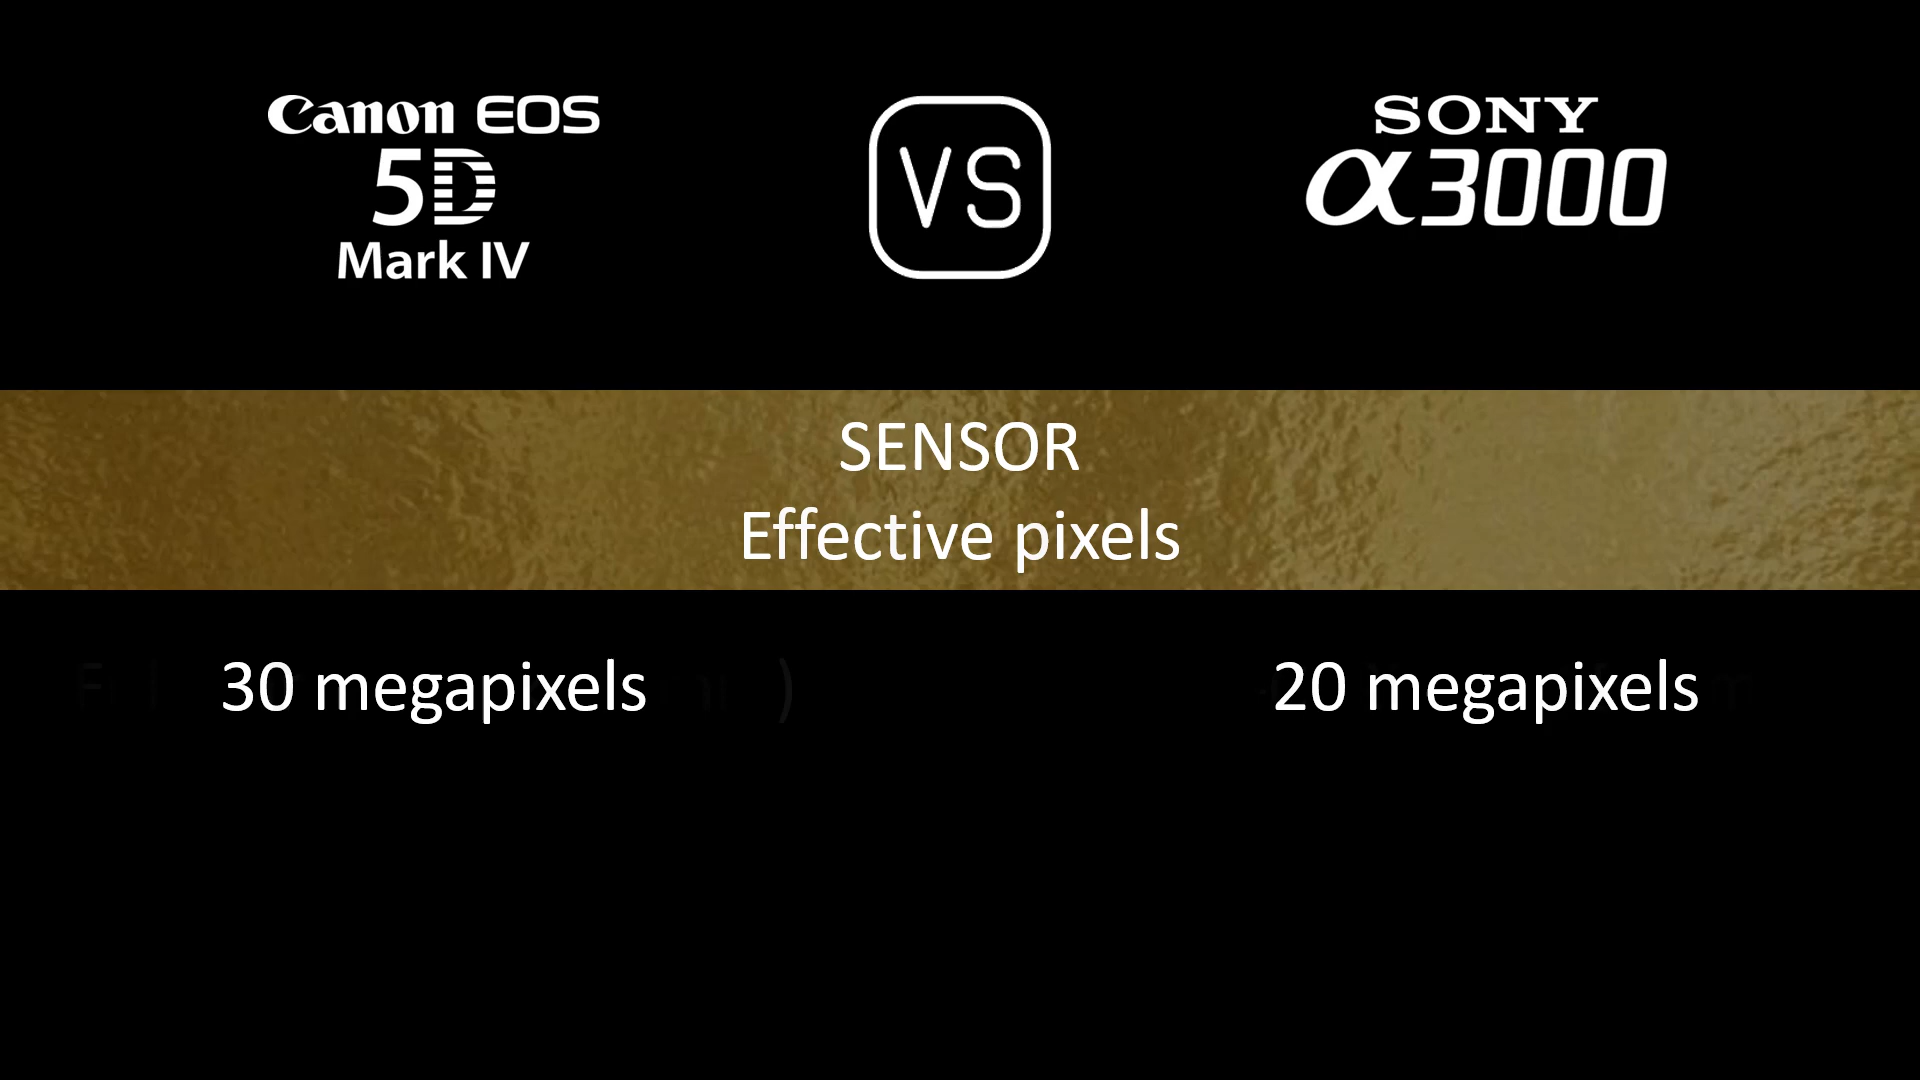 Canon EOS
5D
Mark IV
VS
SONY
α3000
SENSOR
Effective pixels
30 megapixels
20 megapixels